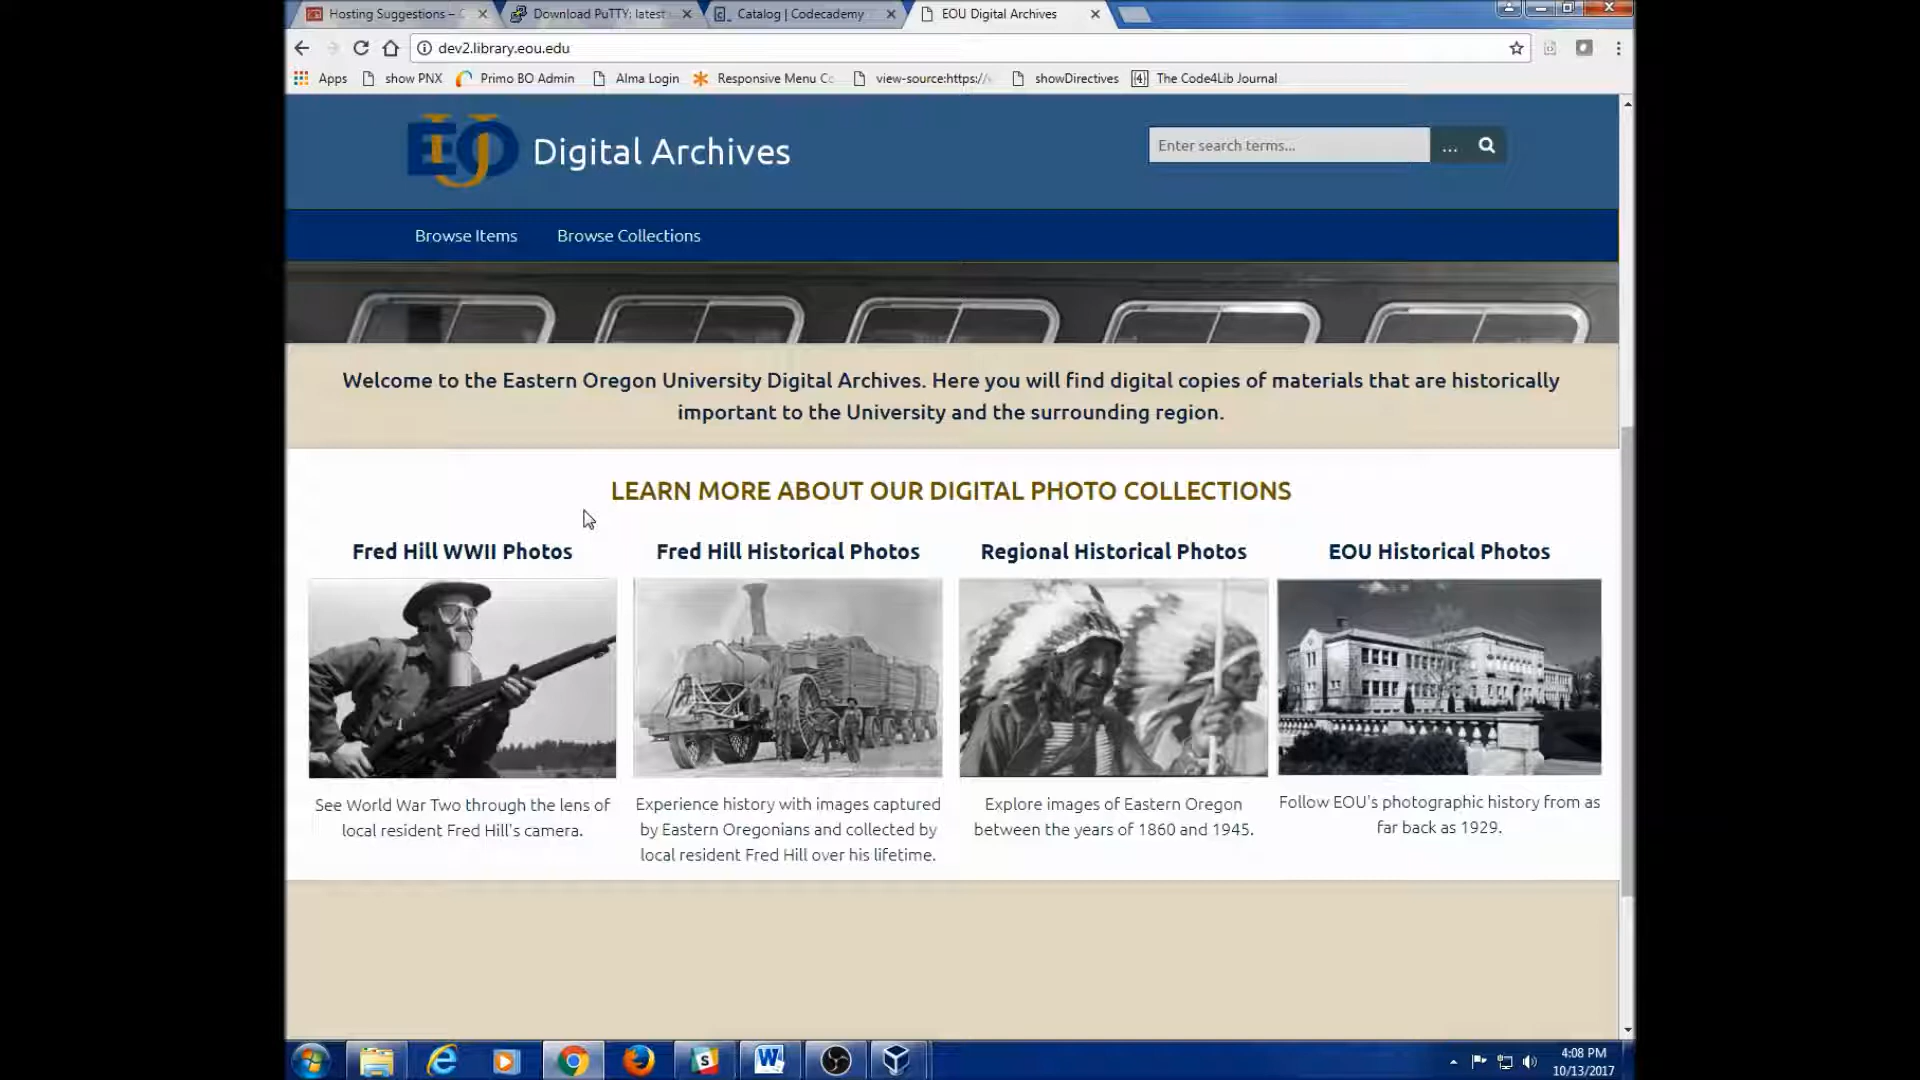 Hosting Suggestions –
Download PuTTY: latest
Catalog | Codecademy
EOU Digital Archives
dev2.library.eou.edu
Apps
show PNX
Primo BO Admin
Alma Login
Responsive Menu Co
view-source:https://
showDirectives
{4}
The Code4Lib Journal
EOU
Digital Archives
Enter search terms...
...
Browse Items
Browse Collections
Welcome to the Eastern Oregon University Digital Archives. Here you will find digital copies of materials that are historically
important to the University and the surrounding region.
LEARN MORE ABOUT OUR DIGITAL PHOTO COLLECTIONS
Fred Hill WWII Photos
Fred Hill Historical Photos
Regional Historical Photos
EOU Historical Photos
See World War Two through the lens of
local resident Fred Hill's camera.
Experience history with images captured
by Eastern Oregonians and collected by
local resident Fred Hill over his lifetime.
Explore images of Eastern Oregon
between the years of 1860 and 1945.
Follow EOU's photographic history from as
far back as 1929.
4:08 PM
10/13/2017